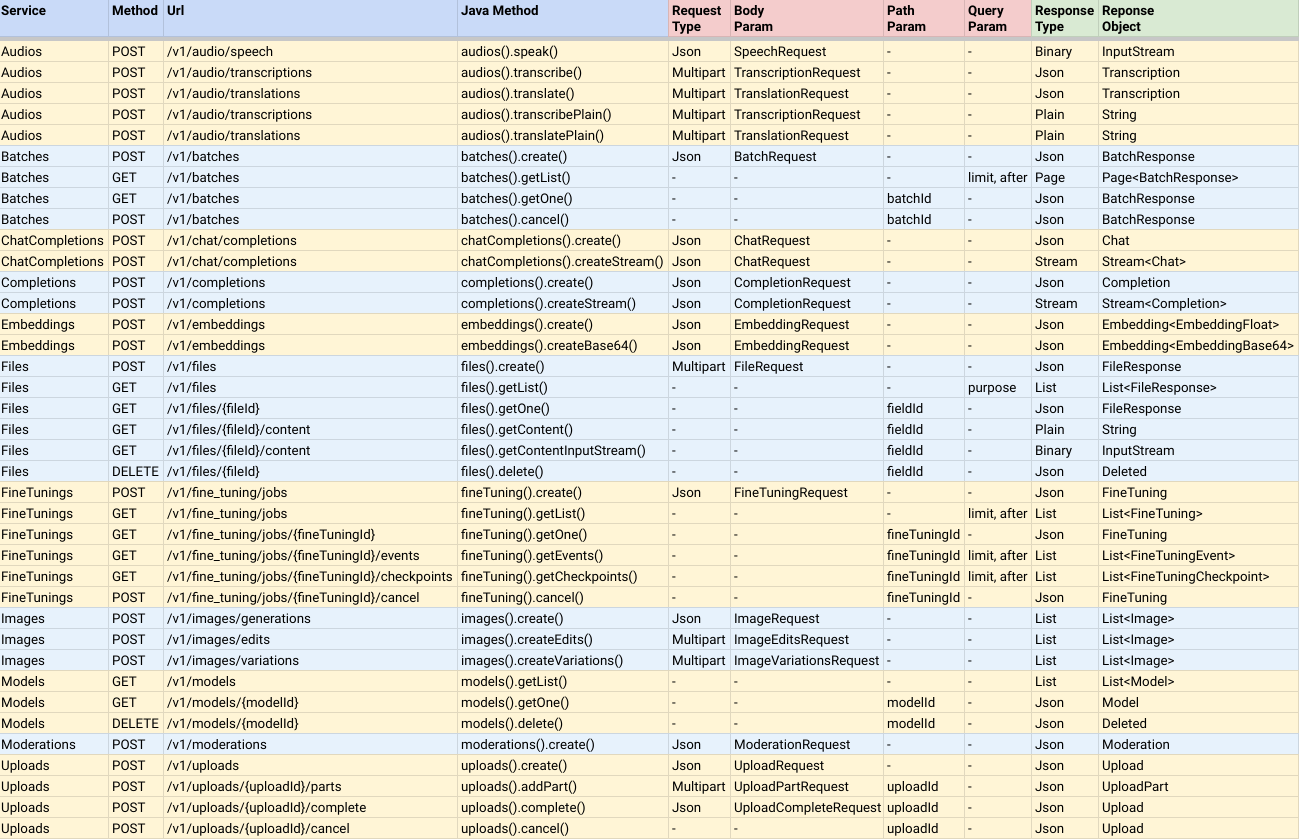 Service Method Url Java Method Request Type Body Param Path Param Query Param Response Type Reponse Object
Audios POST /v1/audio/speech audios().speak() Json SpeechRequest - - Binary InputStream
Audios POST /v1/audio/transcriptions audios().transcribe() Multipart TranscriptionRequest - - Json Transcription
Audios POST /v1/audio/translations audios().translate() Multipart TranslationRequest - - Json Transcription
Audios POST /v1/audio/transcriptions audios().transcribePlain() Multipart TranscriptionRequest - - Plain String
Audios POST /v1/audio/translations audios().translatePlain() Multipart TranslationRequest - - Plain String
Batches POST /v1/batches batches().create() Json BatchRequest - - Json BatchResponse
Batches GET /v1/batches batches().getList() - - - limit, after Page Page<BatchResponse>
Batches GET /v1/batches batches().getOne() - - batchId - Json BatchResponse
Batches POST /v1/batches batches().cancel() - - batchId - Json BatchResponse
ChatCompletions POST /v1/chat/completions chatCompletions().create() Json ChatRequest - - Json Chat
ChatCompletions POST /v1/chat/completions chatCompletions().createStream() Json ChatRequest - - Stream Stream<Chat>
Completions POST /v1/completions completions().create() Json CompletionRequest - - Json Completion
Completions POST /v1/completions completions().createStream() Json CompletionRequest - - Stream Stream<Completion>
Embeddings POST /v1/embeddings embeddings().create() Json EmbeddingRequest - - Json Embedding<EmbeddingFloat>
Embeddings POST /v1/embeddings embeddings().createBase64() Json EmbeddingRequest - - Json Embedding<EmbeddingBase64>
Files POST /v1/files files().create() Multipart FileRequest - - Json FileResponse
Files GET /v1/files files().getList() - - - purpose List List<FileResponse>
Files GET /v1/files/{fileId} files().getOne() - - fieldId - Json FileResponse
Files GET /v1/files/{fileId}/content files().getContent() - - fieldId - Plain String
Files GET /v1/files/{fileId}/content files().getContentInputStream() - - fieldId - Binary InputStream
Files DELETE /v1/files/{fileId} files().delete() - - fieldId - Json Deleted
FineTunings POST /v1/fine_tuning/jobs fineTuning().create() Json FineTuningRequest - - Json FineTuning
FineTunings GET /v1/fine_tuning/jobs fineTuning().getList() - - - limit, after List List<FineTuning>
FineTunings GET /v1/fine_tuning/jobs/{fineTuningId} fineTuning().getOne() - - fineTuningId - Json FineTuning
FineTunings GET /v1/fine_tuning/jobs/{fineTuningId}/events fineTuning().getEvents() - - fineTuningId limit, after List List<FineTuningEvent>
FineTunings GET /v1/fine_tuning/jobs/{fineTuningId}/checkpoints fineTuning().getCheckpoints() - - fineTuningId limit, after List List<FineTuningCheckpoint>
FineTunings POST /v1/fine_tuning/jobs/{fineTuningId}/cancel fineTuning().cancel() - - fineTuningId - Json FineTuning
Images POST /v1/images/generations images().create() Json ImageRequest - - List List<Image>
Images POST /v1/images/edits images().createEdits() Multipart ImageEditsRequest - - List List<Image>
Images POST /v1/images/variations images().createVariations() Multipart ImageVariationsRequest - - List List<Image>
Models GET /v1/models models().getList() - - - - List List<Model>
Models GET /v1/models/{modelId} models().getOne() - - modelId - Json Model
Models DELETE /v1/models/{modelId} models().delete() - - modelId - Json Deleted
Moderations POST /v1/moderations moderations().create() Json ModerationRequest - - Json Moderation
Uploads POST /v1/uploads uploads().create() Json UploadRequest - - Json Upload
Uploads POST /v1/uploads/{uploadId}/parts uploads().addPart() Multipart UploadPartRequest uploadId - Json UploadPart
Uploads POST /v1/uploads/{uploadId}/complete uploads().complete() Json UploadCompleteRequest uploadId - Json Upload
Uploads POST /v1/uploads/{uploadId}/cancel uploads().cancel() - - uploadId - Json Upload